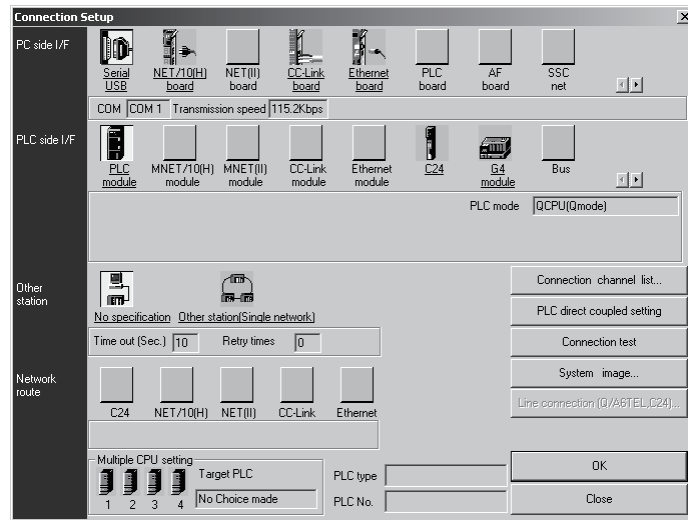 Connection Setup
PC side I/F
Serial USB
NET/10(H) board
NET(II) board
CC-Link board
Ethernet board
PLC board
AF board
SSC net
COM COM 1 Transmission speed 115.2Kbps
PLC side I/F
PLC module
MNET/10(H) module
MNET(II) module
CC-Link module
Ethernet module
C24
G4 module
Bus
PLC mode QCPU(Qmode)
Other station
No specification
Other station(Single network)
Time out (Sec.) 10 Retry times 0
Connection channel list...
PLC direct coupled setting
Connection test
System image...
Line connection (Q/A6TEL,C24)...
Network route
C24
NET/10(H)
NET(II)
CC-Link
Ethernet
Multiple CPU setting
1 2 3 4
Target PLC
No Choice made
PLC type
PLC No.
OK
Close